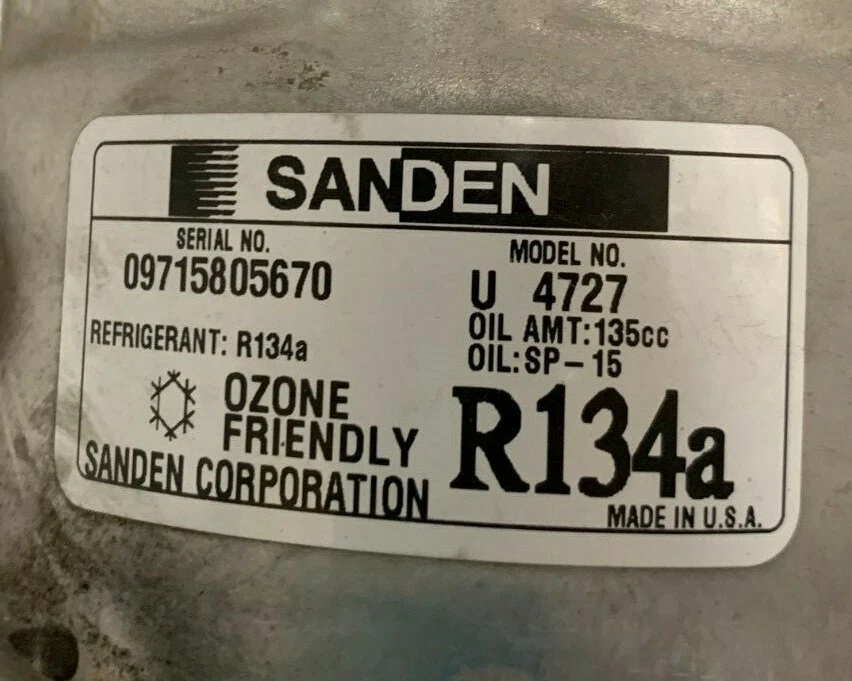 SANDEN
SERIAL NO.
09715805670
MODEL NO.
U 4727
OIL AMT:135cc
OIL:SP-15
REFRIGERANT: R134a
OZONE
FRIENDLY
R134a
SANDEN CORPORATION
MADE IN U.S.A.